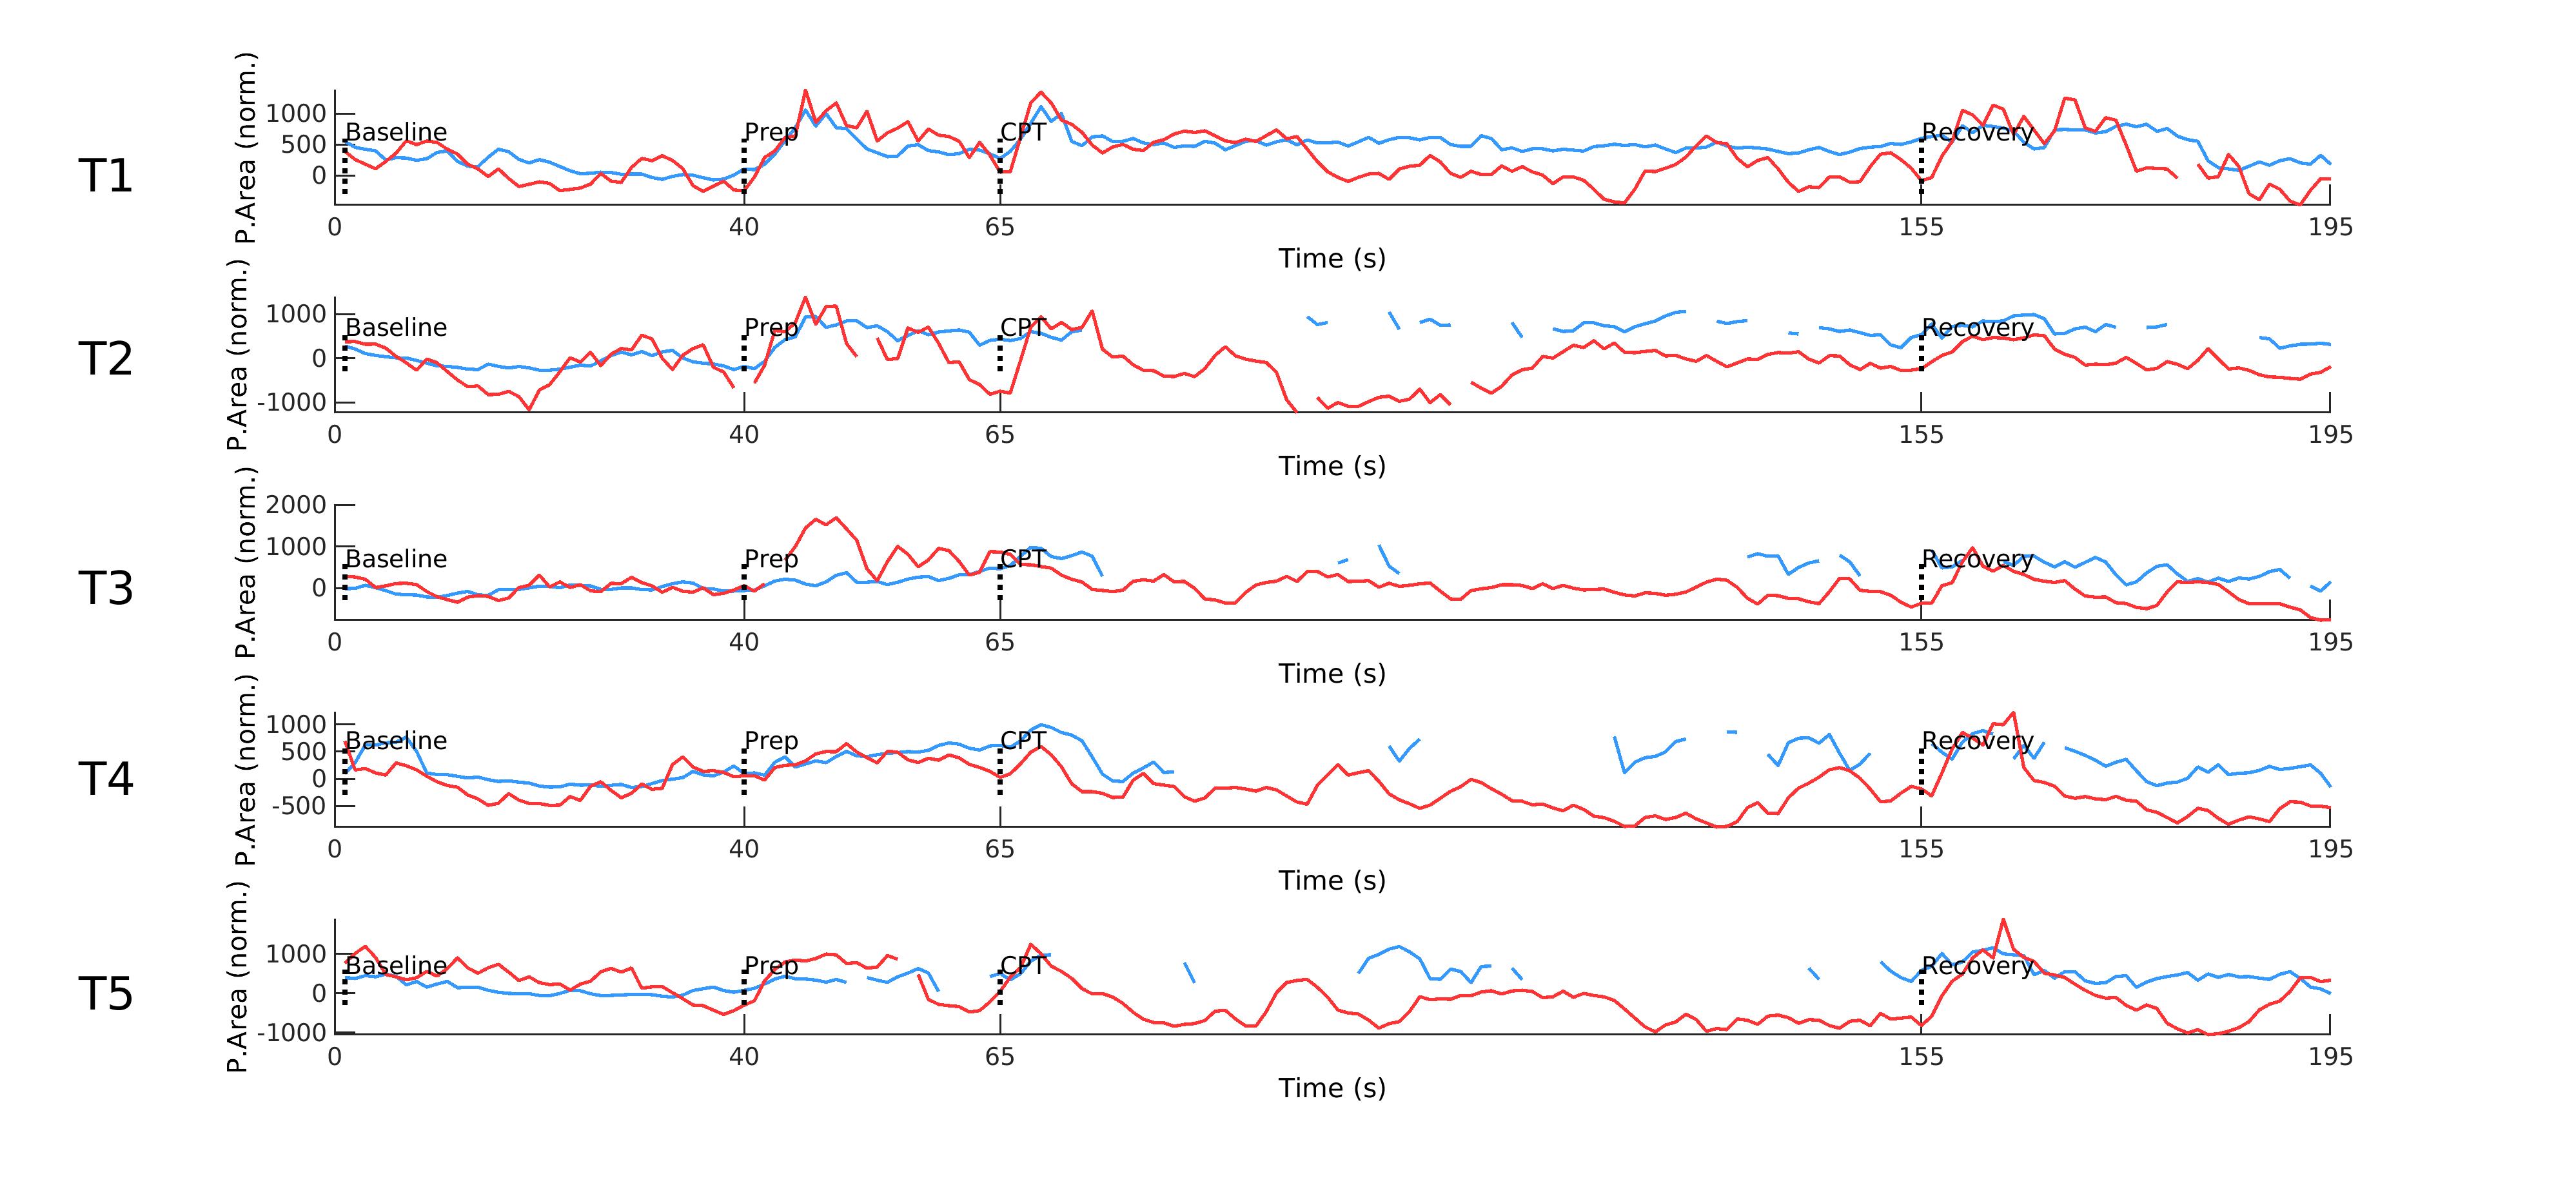 T1
P.Area (norm.)
1000
500
0
Baseline
Prep
CPT
Recovery
0 40 65 155 195
Time (s)
T2
P.Area (norm.)
1000
0
-1000
Baseline
Prep
CPT
Recovery
0 40 65 155 195
Time (s)
T3
P.Area (norm.)
2000
1000
0
Baseline
Prep
CPT
Recovery
0 40 65 155 195
Time (s)
T4
P.Area (norm.)
1000
500
0
-500
Baseline
Prep
CPT
Recovery
0 40 65 155 195
Time (s)
T5
P.Area (norm.)
1000
0
-1000
Baseline
Prep
CPT
Recovery
0 40 65 155 195
Time (s)